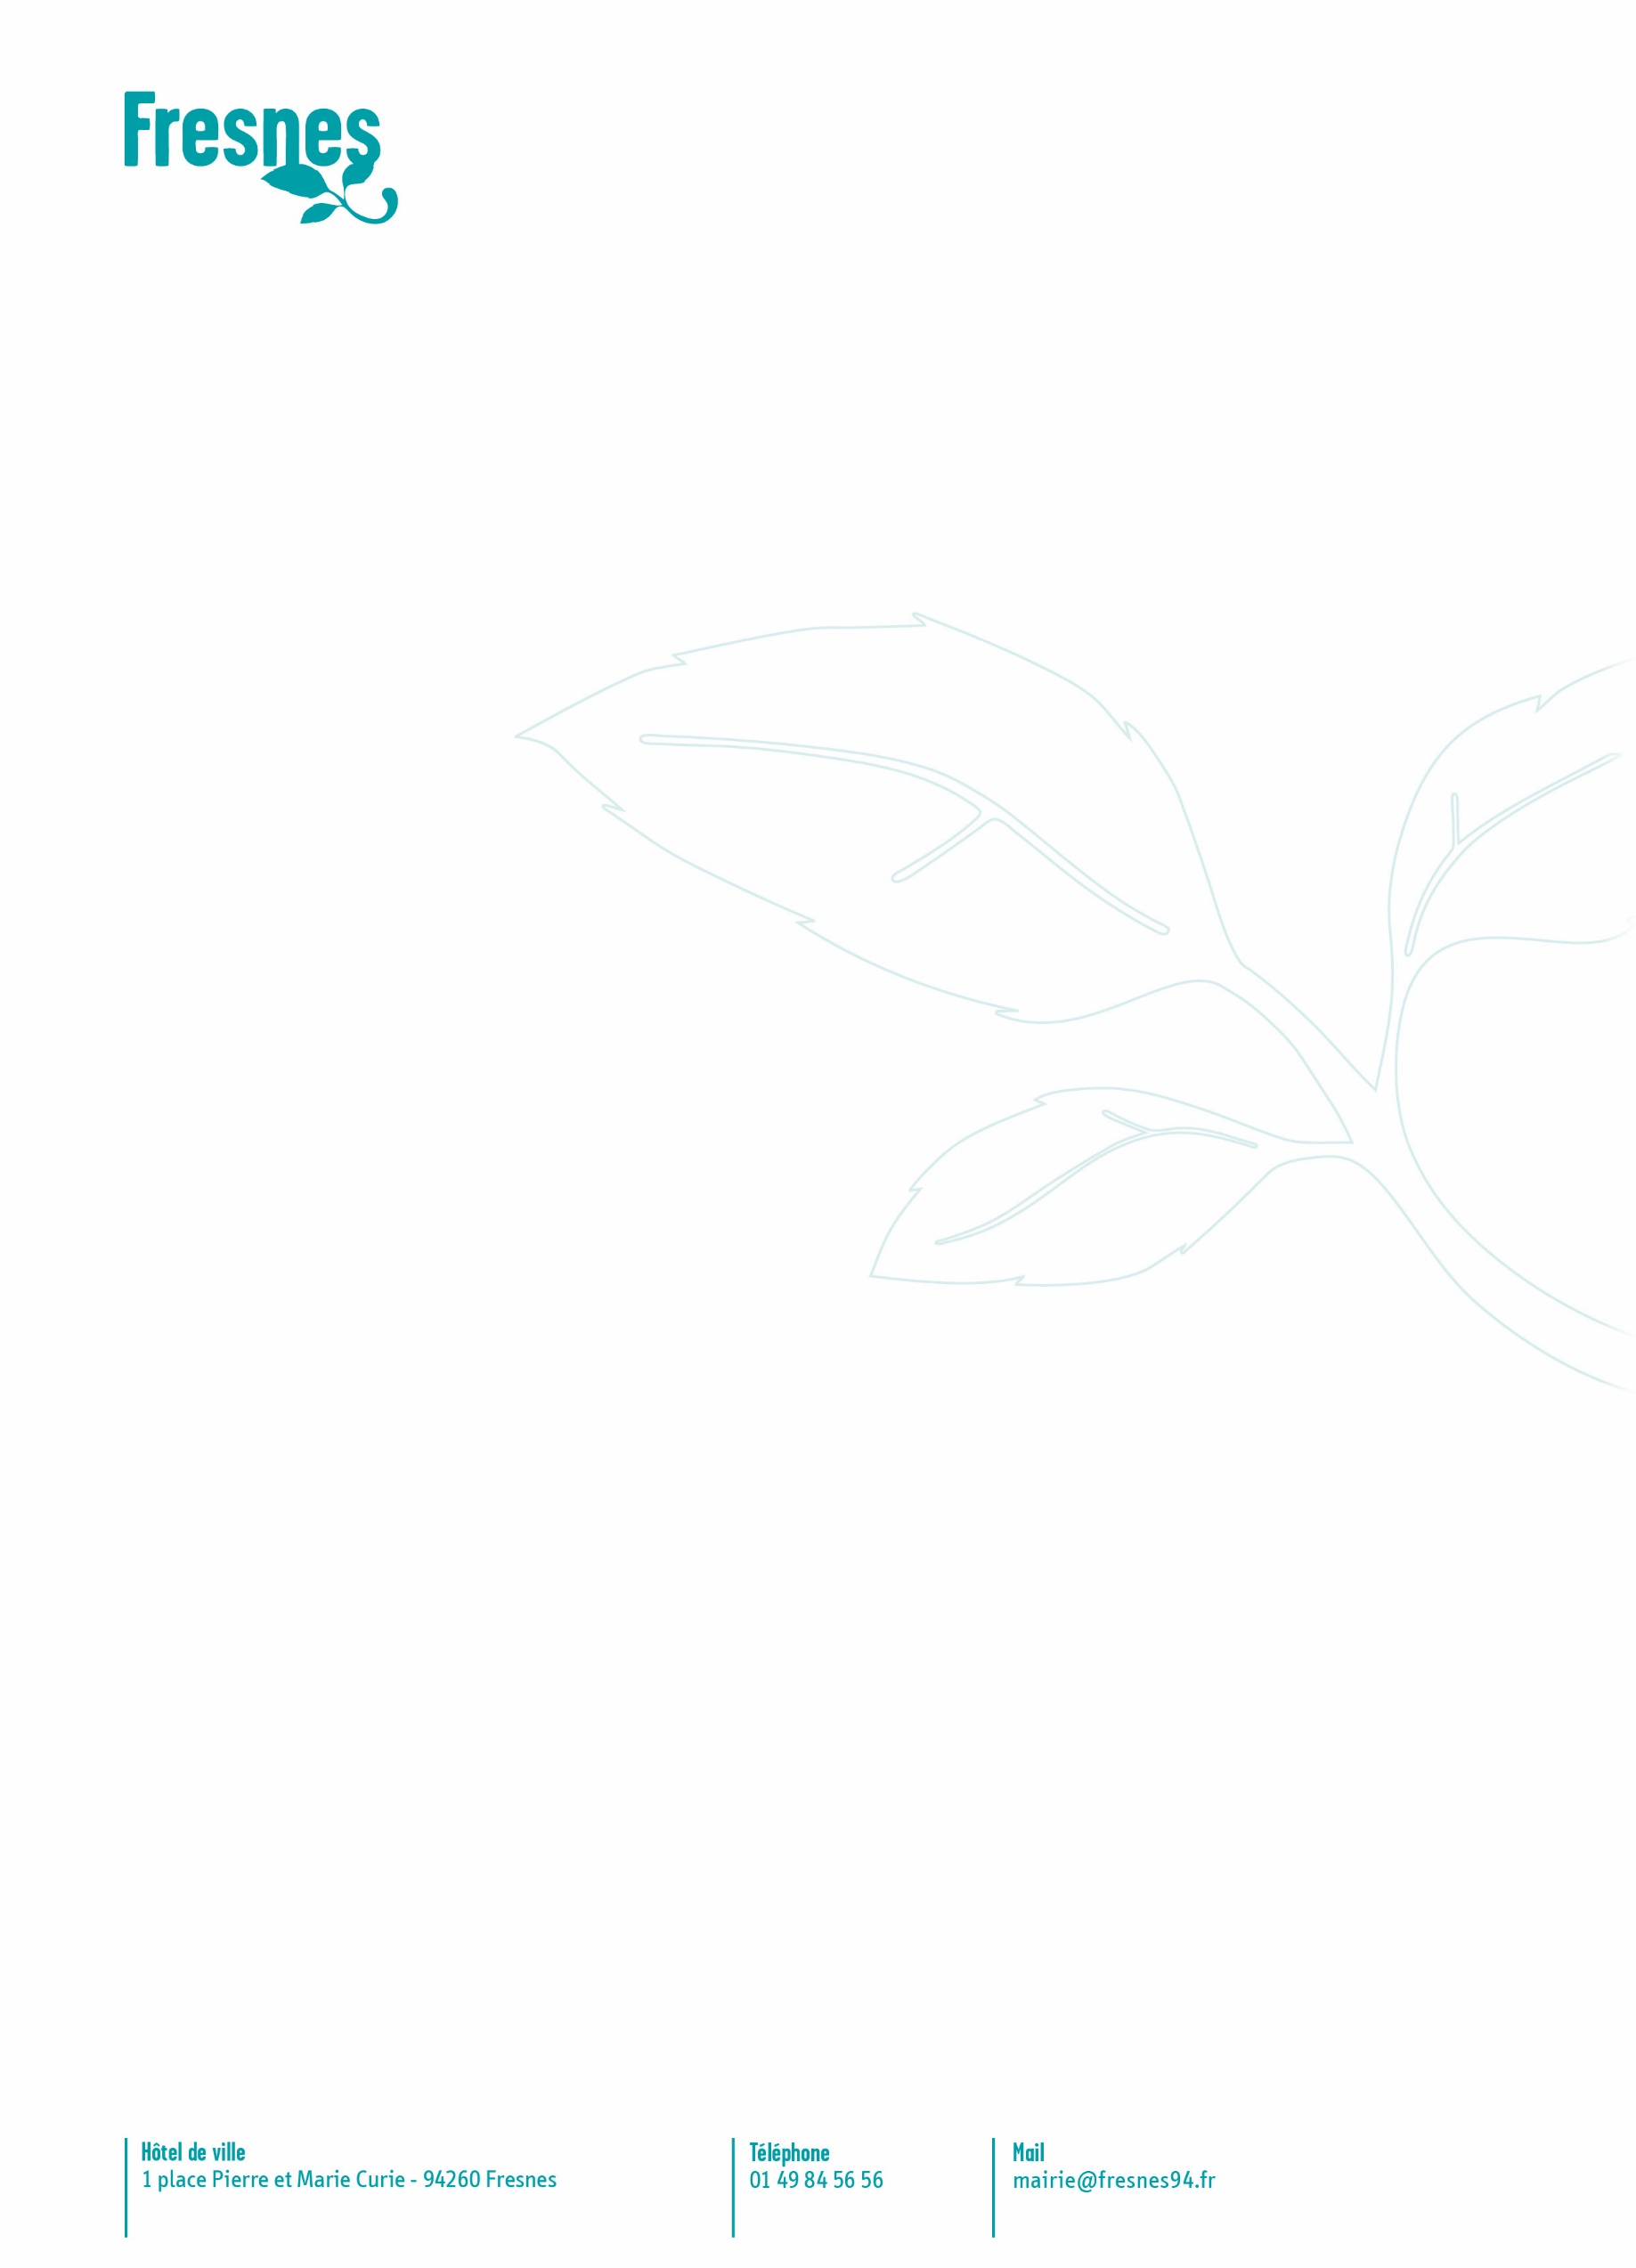 Fresnes
Hôtel de ville
1 place Pierre et Marie Curie - 94260 Fresnes
Téléphone
01 49 84 56 56
Mail
mairie@fresnes94.fr